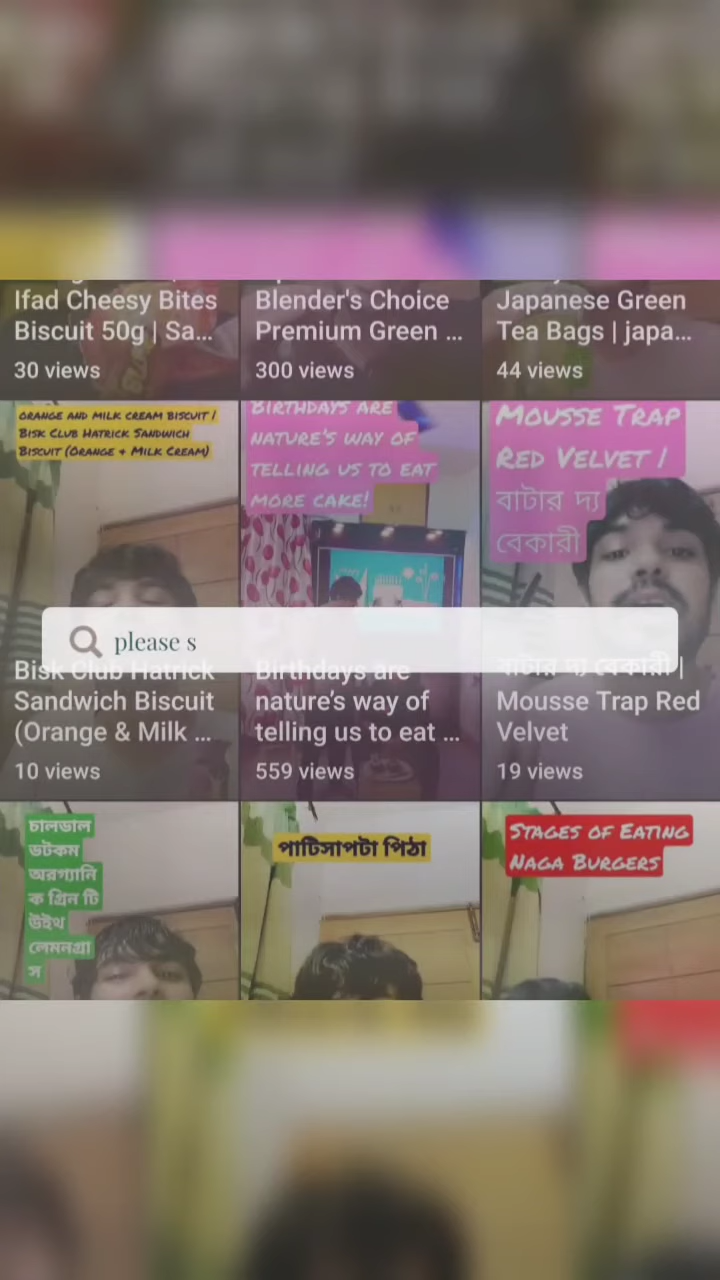 Ifad Cheesy Bites
Biscuit 50g | Sa...
30 views
Blender's Choice
Premium Green ...
300 views
Japanese Green
Tea Bags | japa...
44 views
ORANGE AND MILK CREAM BISCUIT |
BISK CLUB HATRICK SANDWICH
BISCUIT (ORANGE + MILK CREAM)
BIRTHDAYS ARE
NATURE'S WAY OF
TELLING US TO EAT
MORE CAKE!
MOUSSE TRAP
RED VELVET |
বাটার দ্য
বেকারী
please s
Bisk Club Hatrick
Sandwich Biscuit
(Orange & Milk ...
10 views
Birthdays are
nature’s way of
telling us to eat ...
559 views
বাটার দ্য বেকারী |
Mousse Trap Red
Velvet
19 views
চালডাল
ডটকম
অরগ্যানি
ক গ্রিন টি
উইথ
লেমনগ্রা
স
পাটিসাপটা পিঠা
STAGES OF EATING
NAGA BURGERS